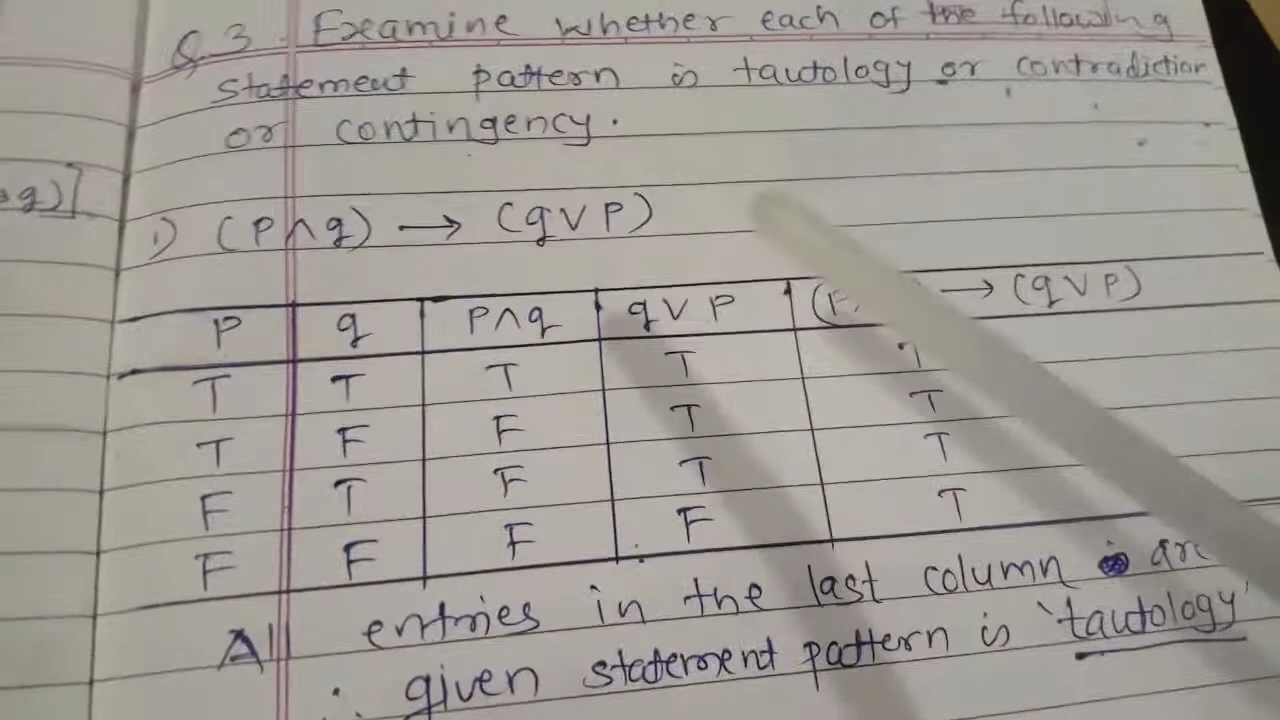 Q.3. Examine whether each of the following
statement pattern is tautology or contradiction
or contingency.
q)]
i) (p∧q) → (q∨p)
p q p∧q q∨p → (q∨p)
T T T T T
T F F T T
F T F T T
F F F F T
All entries in the last column are
∴ given statement pattern is 'tautology'